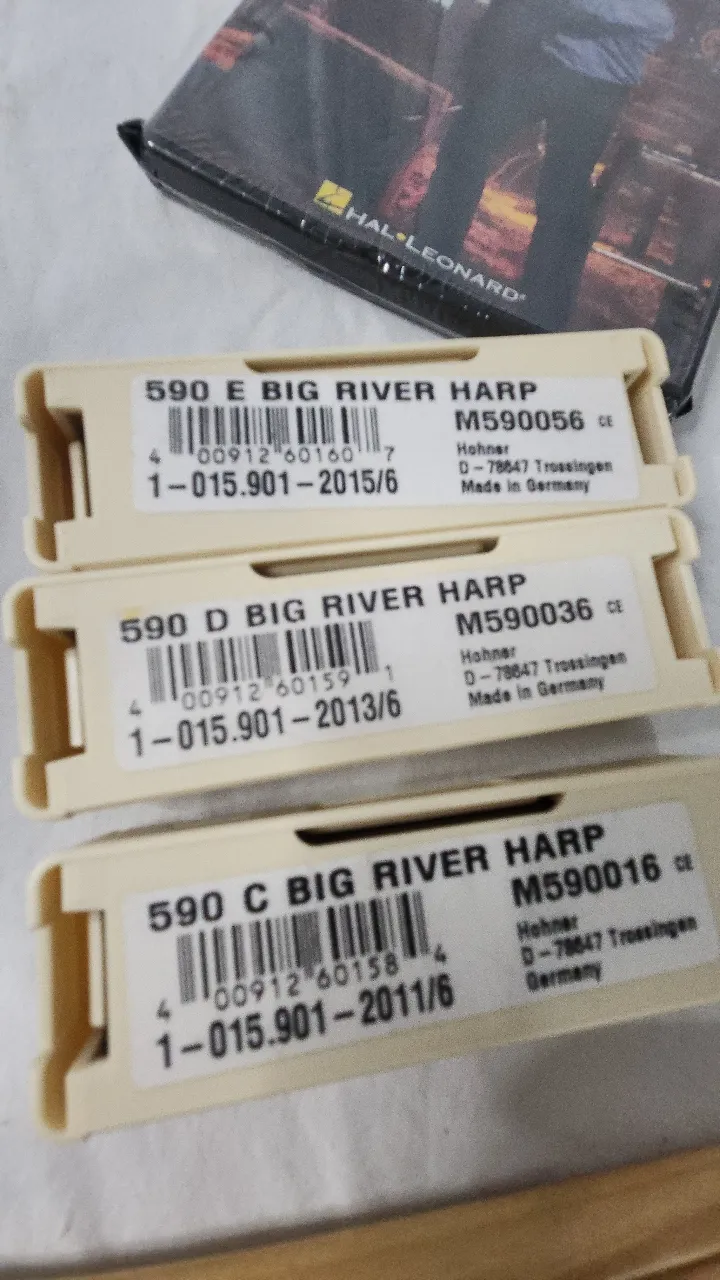 HAL•LEONARD®
590 E BIG RIVER HARP
M590056 CE
4 00912 60160 7
Hohner
D-78647 Trossingen
Made in Germany
1-015.901-2015/6
590 D BIG RIVER HARP
M590036 CE
4 00912 60159 1
Hohner
D-78647 Trossingen
Made in Germany
1-015.901-2013/6
590 C BIG RIVER HARP
M590016 CE
4 00912 60158 4
Hohner
D-78647 Trossingen
Germany
1-015.901-2011/6